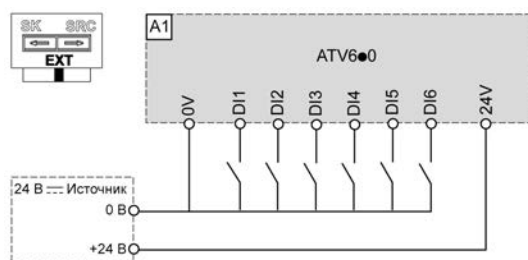 SK SRC
EXT
A1
ATV6●0
0V DI1 DI2 DI3 DI4 DI5 DI6 24V
24 В ⎓ Источник
0 В
+24 В